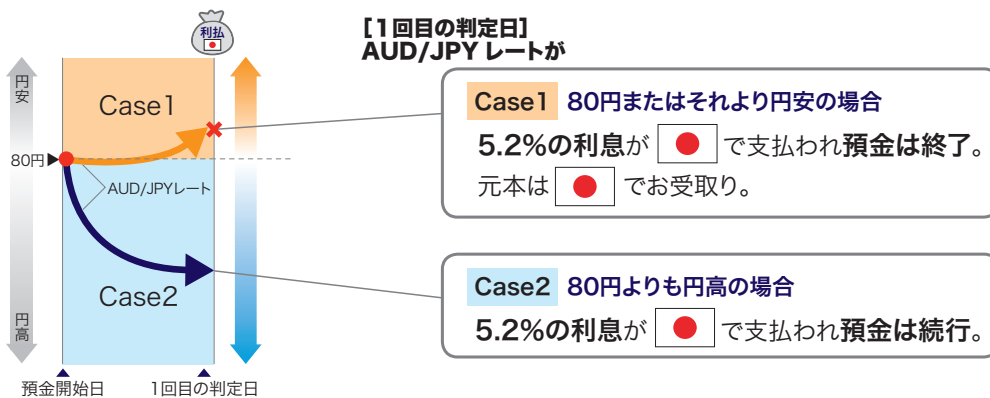 利払
[1回目の判定日]
AUD/JPYレートが
円安
Case1
80円
AUD/JPYレート
Case2
円高
預金開始日
1回目の判定日
Case1 80円またはそれより円安の場合
5.2%の利息が で支払われ預金は終了。
元本は でお受取り。
Case2 80円よりも円高の場合
5.2%の利息が で支払われ預金は続行。